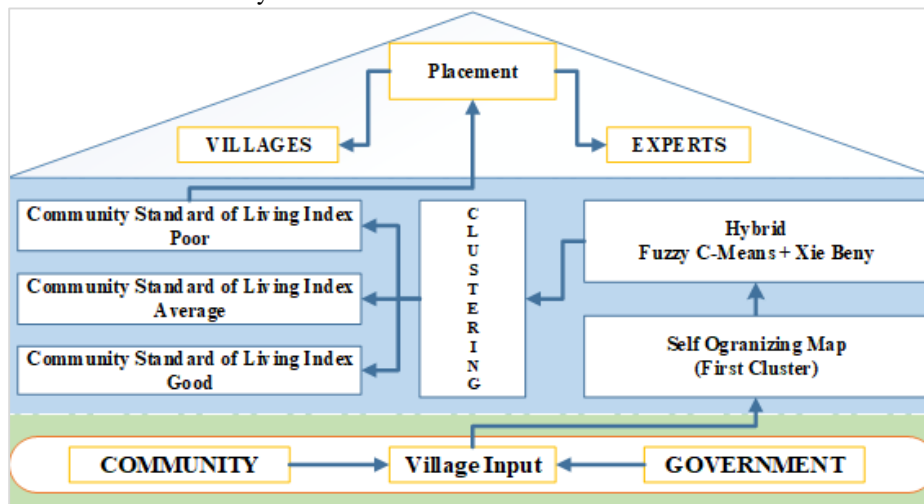 Placement
VILLAGES
EXPERTS
Community Standard of Living Index
Poor
Community Standard of Living Index
Average
Community Standard of Living Index
Good
CLUSTERING
Hybrid
Fuzzy C-Means + Xie Beny
Self Ogranizing Map
(First Cluster)
COMMUNITY
Village Input
GOVERNMENT